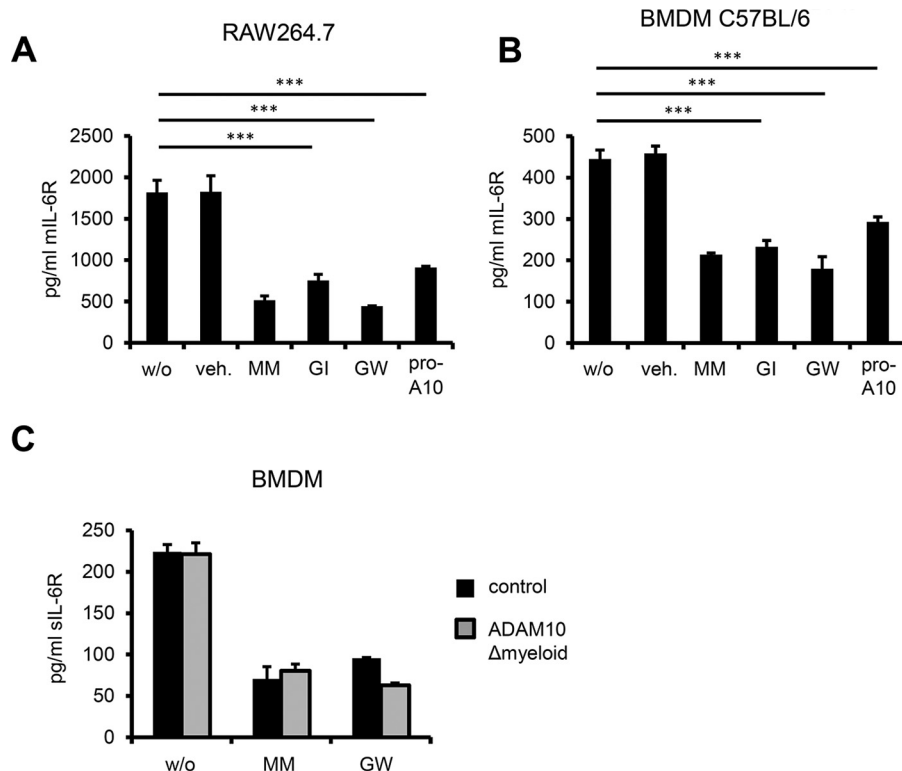 A
RAW264.7
***
***
***
pg/ml mIL-6R
2500
2000
1500
1000
500
0
w/o veh. MM GI GW pro-
A10
B
BMDM C57BL/6
***
***
***
pg/ml mIL-6R
500
400
300
200
100
0
w/o veh. MM GI GW pro-
A10
C
BMDM
pg/ml sIL-6R
250
200
150
100
50
0
w/o MM GW
control
ADAM10
Δmyeloid